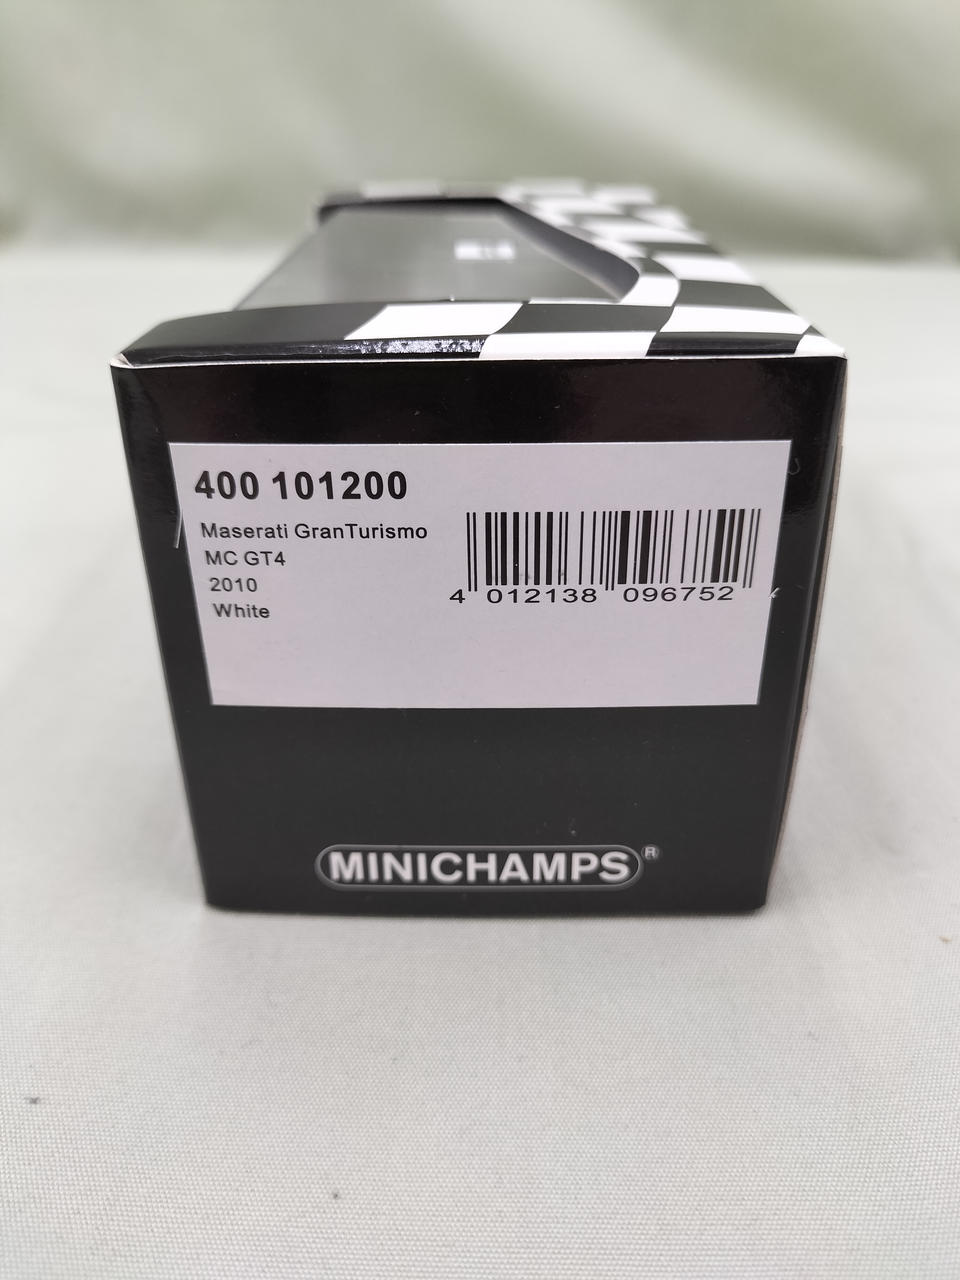 400 101200
Maserati GranTurismo
MC GT4
2010
White
4 012138 096752
MINICHAMPS®